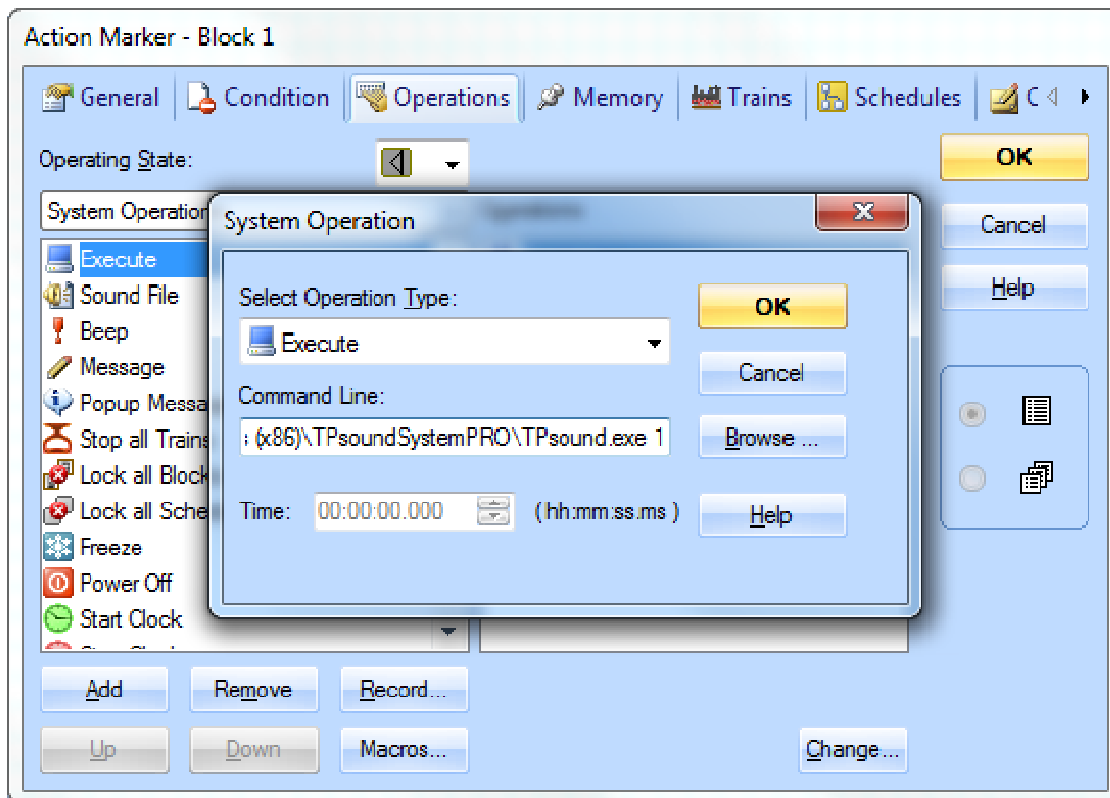 Action Marker - Block 1
General Condition Operations Memory Trains Schedules C
Operating State:
OK
System Operation
Cancel
Execute
Help
Sound File
Beep
Message
Popup Messa
Stop all Trains
Lock all Block
Lock all Sche
Freeze
Power Off
Start Clock
System Operation
Select Operation Type:
OK
Execute
Cancel
Command Line:
: (x86)\TPsoundSystemPRO\TPsound.exe 1
Browse ...
Time: 00:00:00.000 (hh:mm:ss.ms)
Help
Add Remove Record...
Up Down Macros... Change...